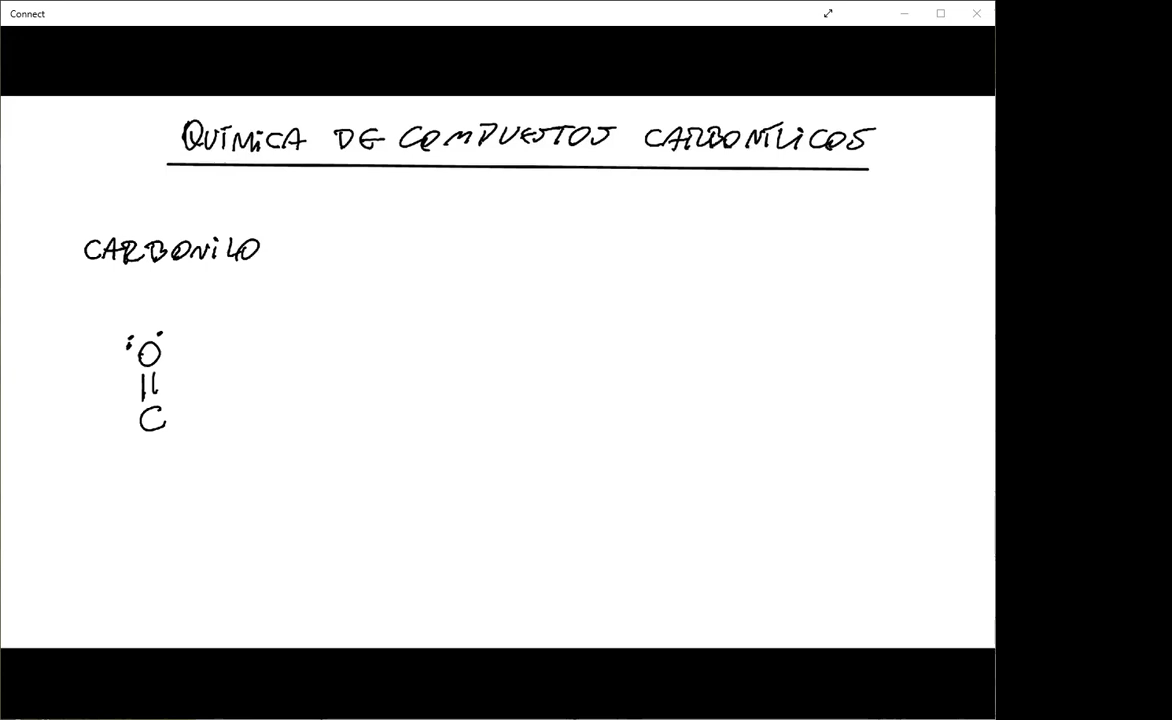 Connect
QUÍMICA DE COMPUESTOS CARBONÍLICOS
CARBONILO
O
||
C